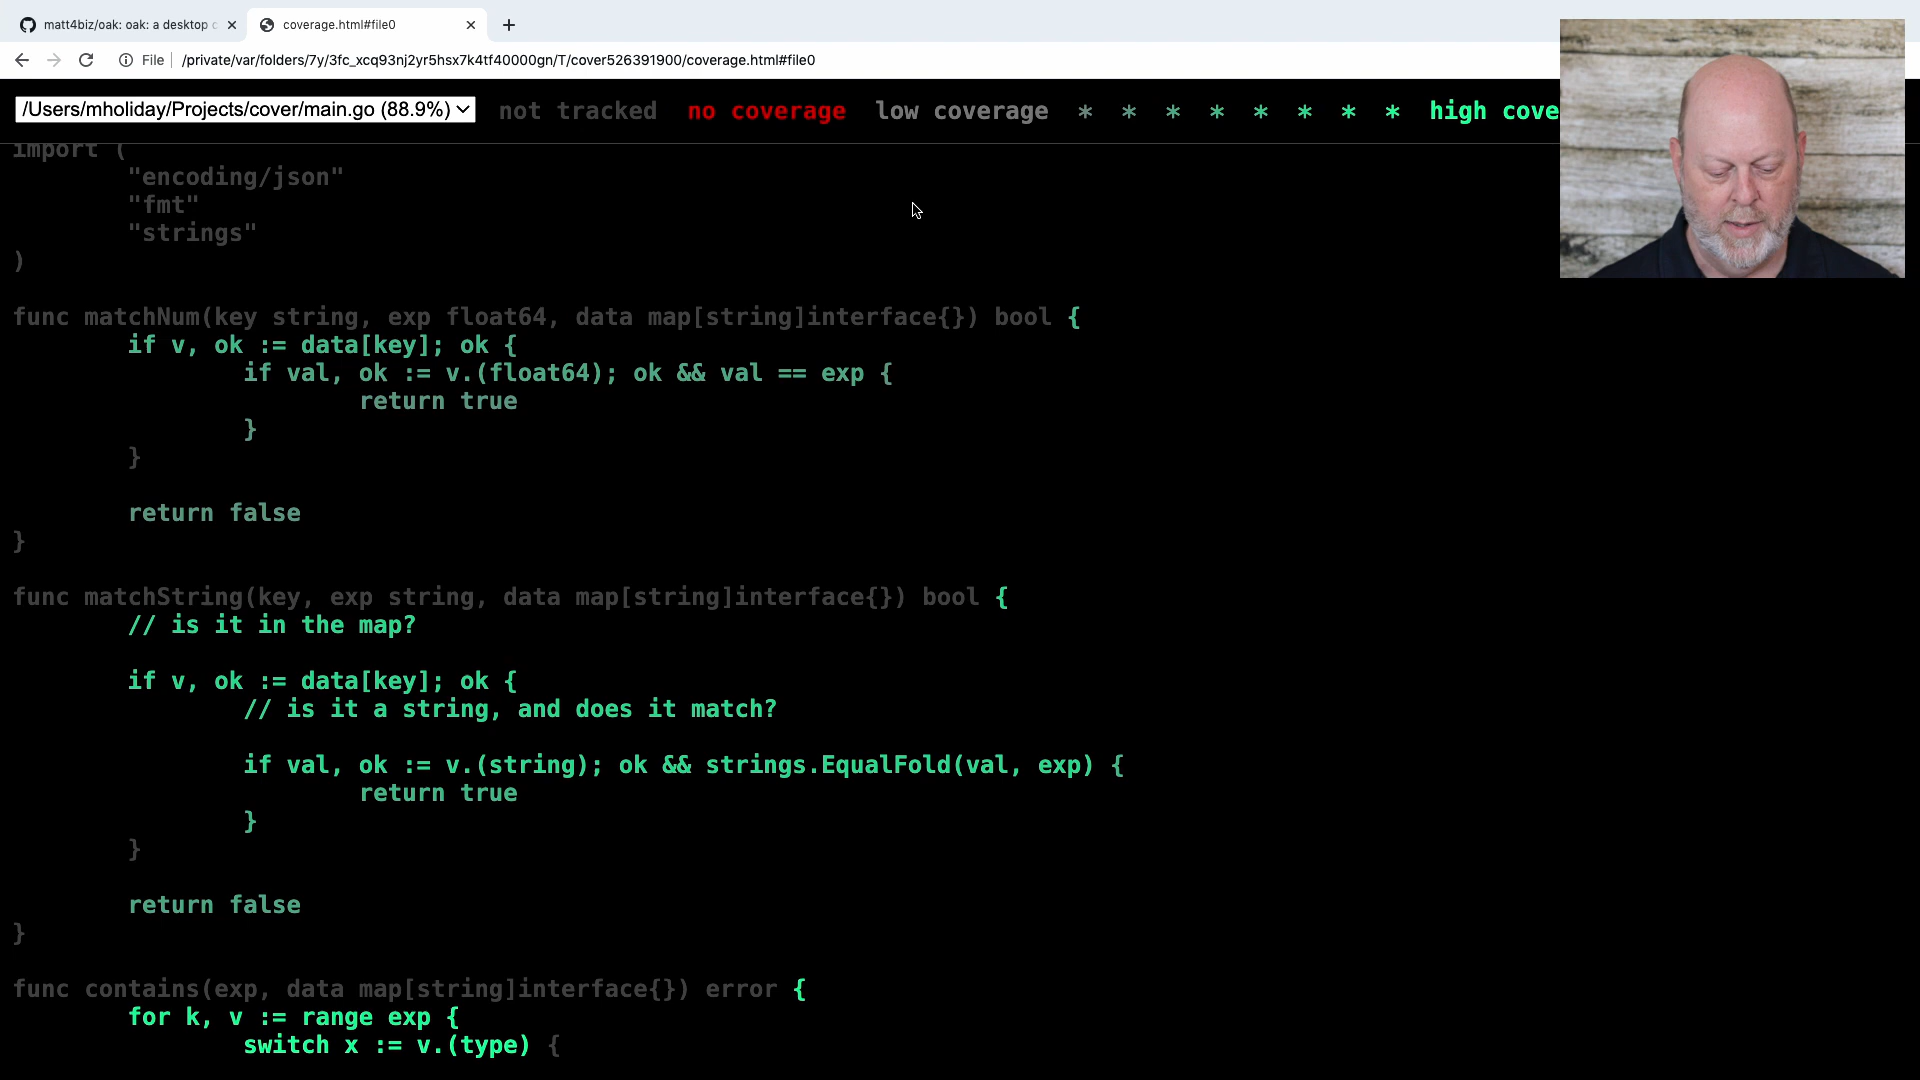 matt4biz/oak: oak: a desktop c
coverage.html#file0
File
/private/var/folders/7y/3fc_xcq93nj2yr5hsx7k4tf40000gn/T/cover526391900/coverage.html#file0
/Users/mholiday/Projects/cover/main.go (88.9%) not tracked no coverage low coverage * * * * * * * * high cove
import (
"encoding/json"
"fmt"
"strings"
)
func matchNum(key string, exp float64, data map[string]interface{}) bool {
if v, ok := data[key]; ok {
if val, ok := v.(float64); ok && val == exp {
return true
}
}
return false
}
func matchString(key, exp string, data map[string]interface{}) bool {
// is it in the map?
if v, ok := data[key]; ok {
// is it a string, and does it match?
if val, ok := v.(string); ok && strings.EqualFold(val, exp) {
return true
}
}
return false
}
func contains(exp, data map[string]interface{}) error {
for k, v := range exp {
switch x := v.(type) {